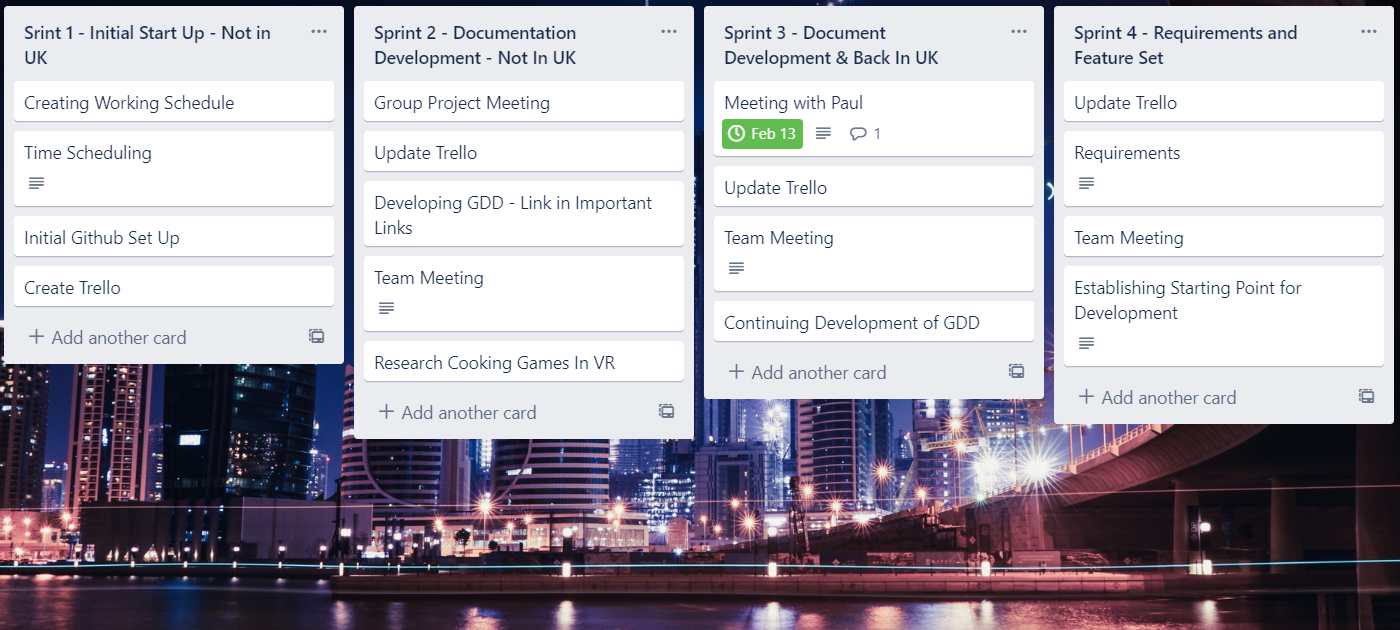 Srint 1 - Initial Start Up - Not in
UK
Creating Working Schedule
Time Scheduling
Initial Github Set Up
Create Trello
Add another card
Sprint 2 - Documentation
Development - Not In UK
Group Project Meeting
Update Trello
Developing GDD - Link in Important
Links
Team Meeting
Research Cooking Games In VR
Add another card
Sprint 3 - Document
Development & Back In UK
Meeting with Paul
Feb 13
1
Update Trello
Team Meeting
Continuing Development of GDD
Add another card
Sprint 4 - Requirements and
Feature Set
Update Trello
Requirements
Team Meeting
Establishing Starting Point for
Development
Add another card